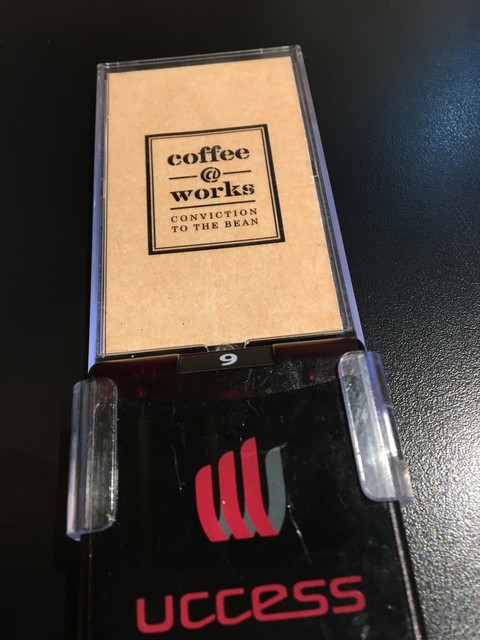 coffee
@
works
CONVICTION
TO THE BEAN
9
uccess